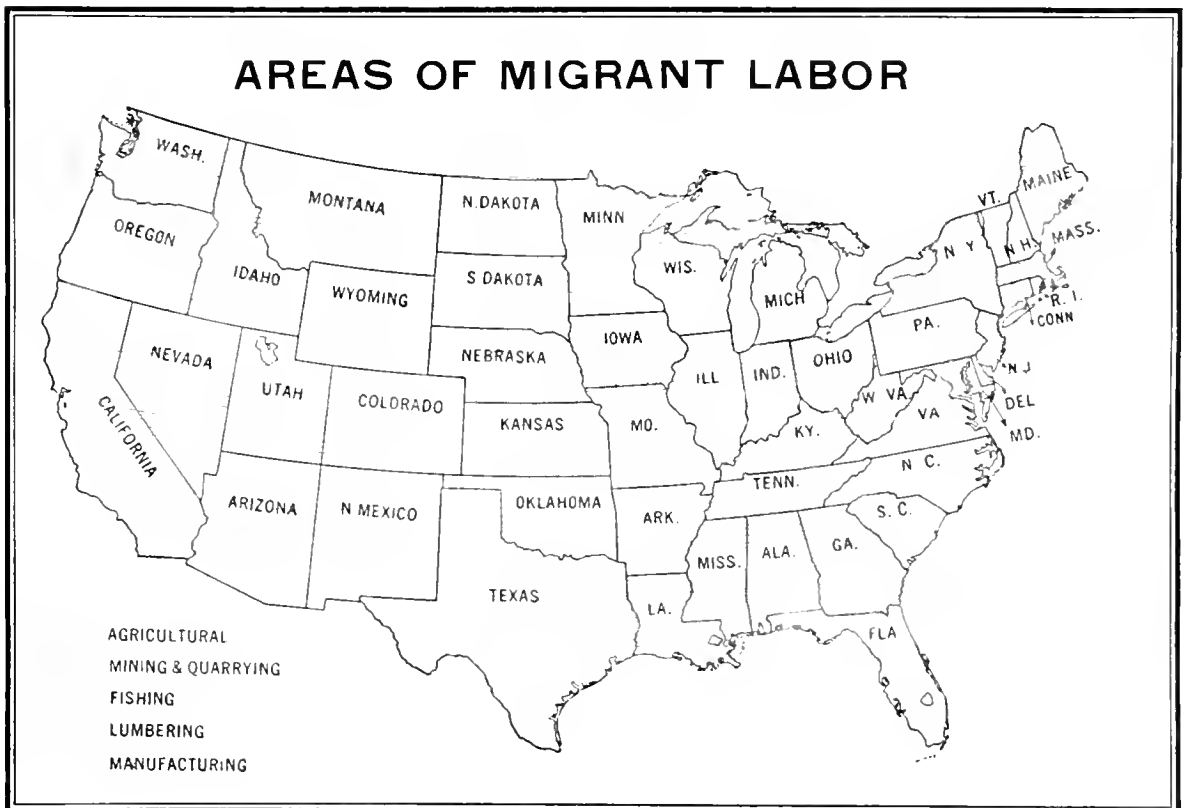 AREAS OF MIGRANT LABOR
WASH.
MONTANA
N.DAKOTA
MINN
VT.
MAINE
OREGON
IDAHO
WYOMING
S DAKOTA
WIS.
MICH
N Y
N H.
MASS.
R. I.
CONN
NEVADA
UTAH
COLORADO
NEBRASKA
IOWA
ILL
IND.
OHIO
PA.
N J
DEL
MD.
CALIFORNIA
KANSAS
MO.
KY.
W VA.
VA
ARIZONA
N MEXICO
OKLAHOMA
ARK.
TENN.
N C.
S. C.
TEXAS
LA.
MISS.
ALA.
GA.
FLA
AGRICULTURAL
MINING & QUARRYING
FISHING
LUMBERING
MANUFACTURING